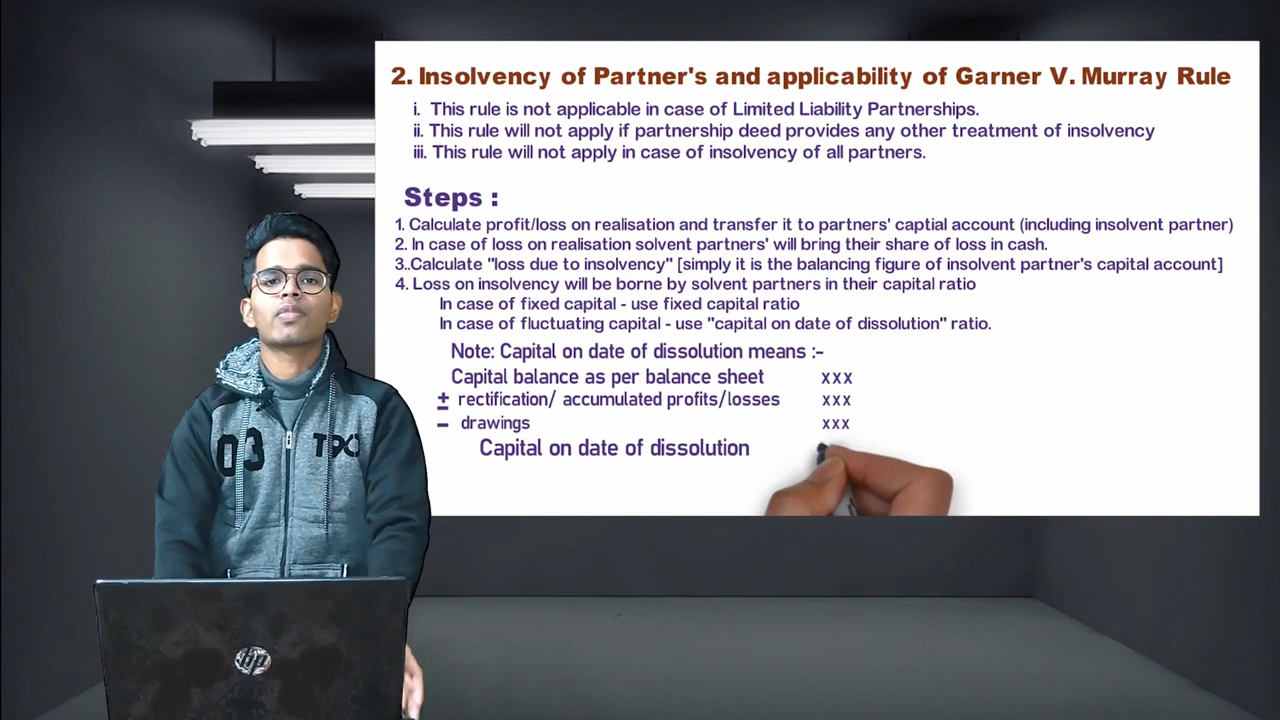 2. Insolvency of Partner's and applicability of Garner V. Murray Rule
i. This rule is not applicable in case of Limited Liability Partnerships.
ii. This rule will not apply if partnership deed provides any other treatment of insolvency
iii. This rule will not apply in case of insolvency of all partners.
Steps :
1. Calculate profit/loss on realisation and transfer it to partners' captial account (including insolvent partner)
2. In case of loss on realisation solvent partners' will bring their share of loss in cash.
3..Calculate "loss due to insolvency" [simply it is the balancing figure of insolvent partner's capital account]
4. Loss on insolvency will be borne by solvent partners in their capital ratio
In case of fixed capital - use fixed capital ratio
In case of fluctuating capital - use "capital on date of dissolution" ratio.
Note: Capital on date of dissolution means :-
Capital balance as per balance sheet xxx
± rectification/ accumulated profits/losses xxx
- drawings xxx
Capital on date of dissolution
03
hp